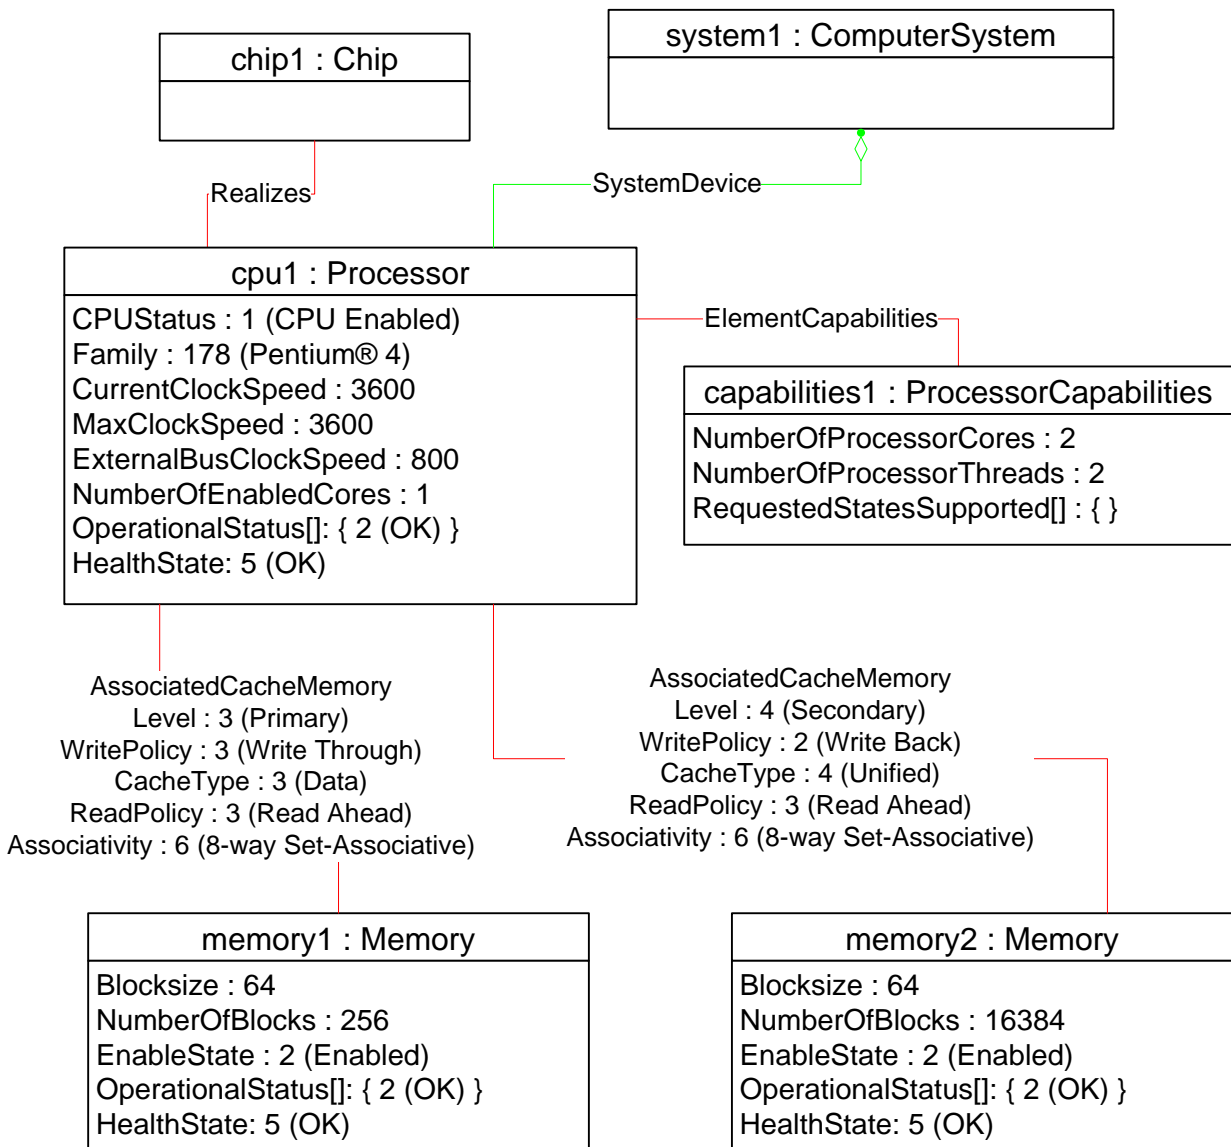 chip1 : Chip
system1 : ComputerSystem
Realizes
SystemDevice
cpu1 : Processor
CPUStatus : 1 (CPU Enabled)
Family : 178 (Pentium® 4)
CurrentClockSpeed : 3600
MaxClockSpeed : 3600
ExternalBusClockSpeed : 800
NumberOfEnabledCores : 1
OperationalStatus[]: { 2 (OK) }
HealthState: 5 (OK)
ElementCapabilities
capabilities1 : ProcessorCapabilities
NumberOfProcessorCores : 2
NumberOfProcessorThreads : 2
RequestedStatesSupported[] : { }
AssociatedCacheMemory
Level : 3 (Primary)
WritePolicy : 3 (Write Through)
CacheType : 3 (Data)
ReadPolicy : 3 (Read Ahead)
Associativity : 6 (8-way Set-Associative)
AssociatedCacheMemory
Level : 4 (Secondary)
WritePolicy : 2 (Write Back)
CacheType : 4 (Unified)
ReadPolicy : 3 (Read Ahead)
Associativity : 6 (8-way Set-Associative)
memory1 : Memory
Blocksize : 64
NumberOfBlocks : 256
EnableState : 2 (Enabled)
OperationalStatus[]: { 2 (OK) }
HealthState: 5 (OK)
memory2 : Memory
Blocksize : 64
NumberOfBlocks : 16384
EnableState : 2 (Enabled)
OperationalStatus[]: { 2 (OK) }
HealthState: 5 (OK)